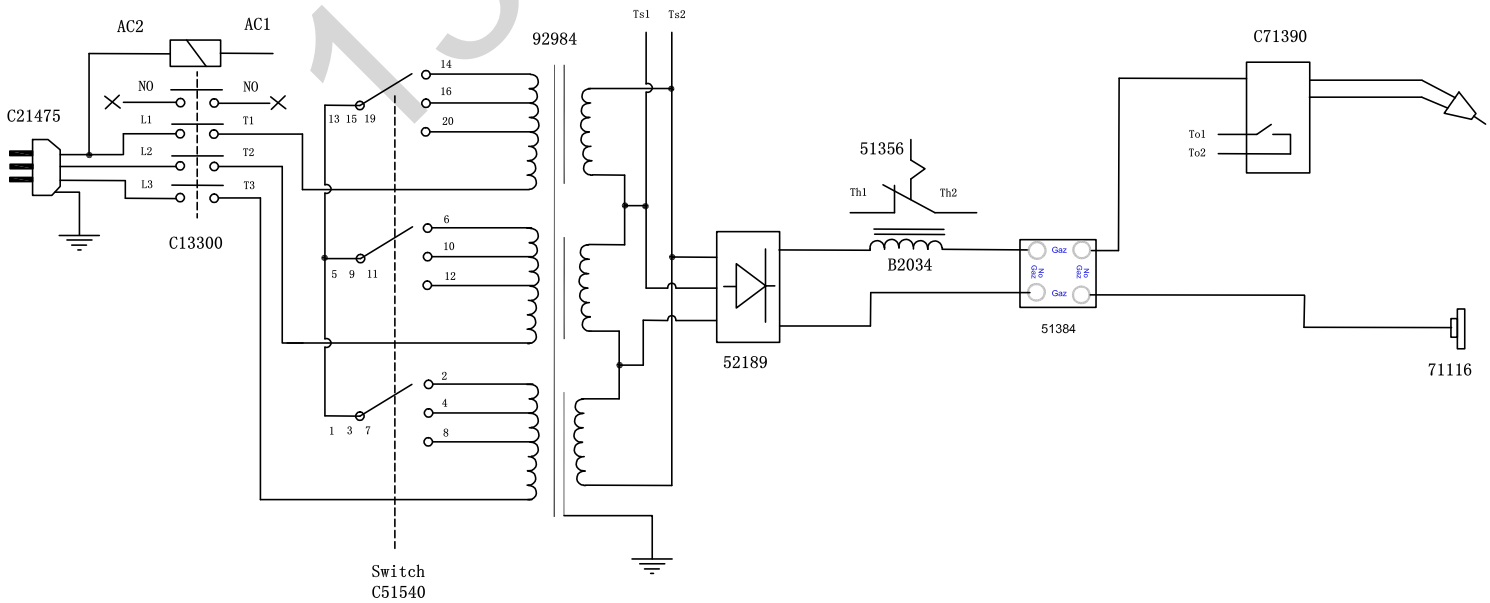 Ts1 Ts2
AC2 AC1
92984
C71390
14
16
20
13 15 19
NO NO
C21475
L1 T1
L2 T2
L3 T3
C13300
To1
To2
51356
Th1 Th2
6
10
12
5 9 11
B2034
Gaz
No Gaz
No Gaz
Gaz
51384
52189
71116
2
4
8
1 3 7
Switch
C51540